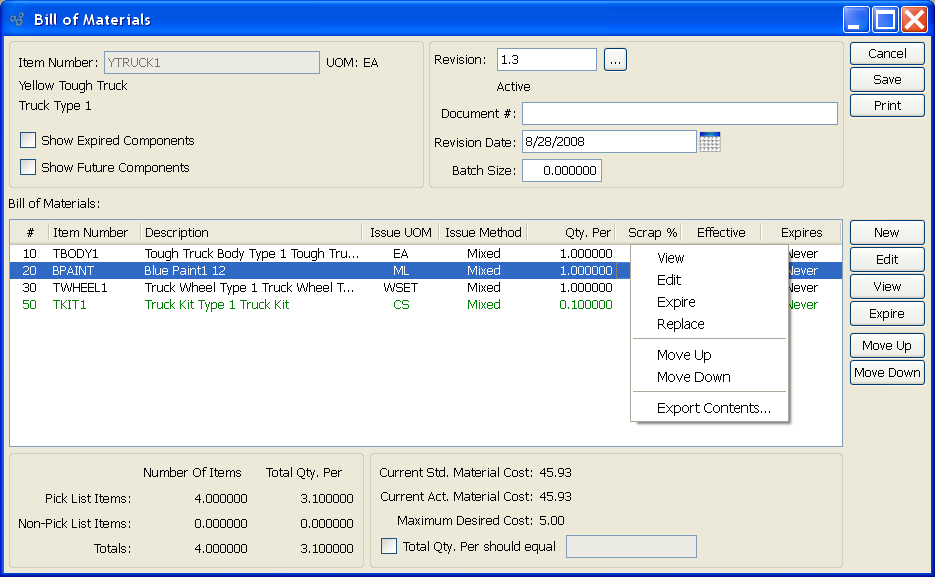 Bill of Materials
Item Number: YTRUCK1 UOM: EA
Yellow Tough Truck
Truck Type 1
Show Expired Components
Show Future Components
Revision: 1.3 ...
Active
Document #:
Revision Date: 8/28/2008
Batch Size: 0.000000
Cancel
Save
Print
Bill of Materials:
# Item Number Description Issue UOM Issue Method Qty. Per Scrap % Effective Expires
10 TBODY1 Tough Truck Body Type 1 Tough Tru... EA Mixed 1.000000 Never
20 BPAINT Blue Paint1 12 ML Mixed 1.000000 Never
30 TWHEEL1 Truck Wheel Type 1 Truck Wheel T... WSET Mixed 1.000000 Never
50 TKIT1 Truck Kit Type 1 Truck Kit CS Mixed 0.100000 Never
View
Edit
Expire
Replace
Move Up
Move Down
Export Contents...
New
Edit
View
Expire
Move Up
Move Down
Number Of Items Total Qty. Per
Pick List Items: 4.000000 3.100000
Non-Pick List Items: 0.000000 0.000000
Totals: 4.000000 3.100000
Current Std. Material Cost: 45.93
Current Act. Material Cost: 45.93
Maximum Desired Cost: 5.00
Total Qty. Per should equal